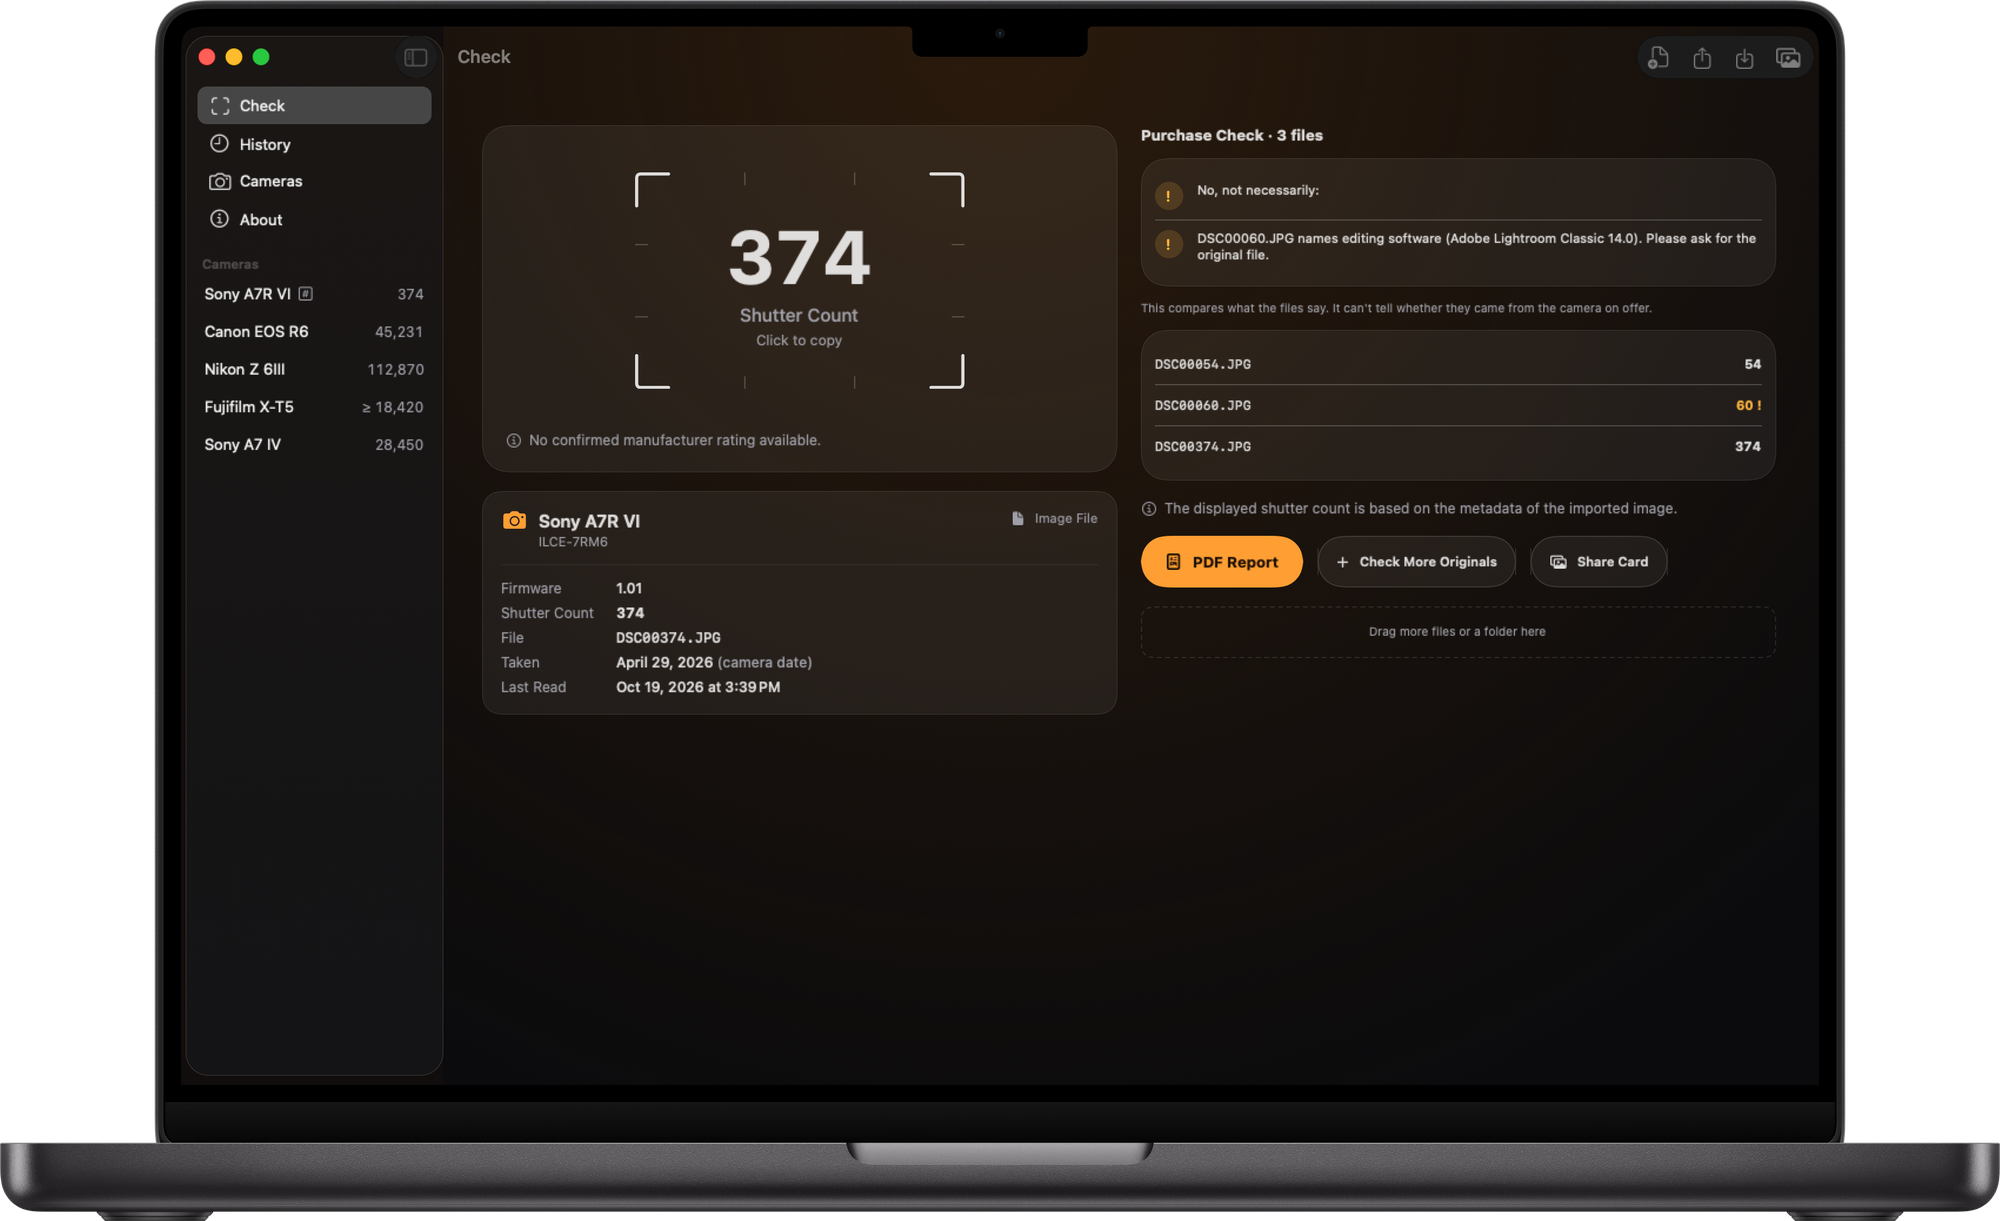 Check
Check
History
Cameras
About
Cameras
Sony A7R VI # 374
Canon EOS R6 45,231
Nikon Z 6III 112,870
Fujifilm X-T5 ≥ 18,420
Sony A7 IV 28,450
374
Shutter Count
Click to copy
No confirmed manufacturer rating available.
Sony A7R VI
ILCE-7RM6
Image File
Firmware 1.01
Shutter Count 374
File DSC00374.JPG
Taken April 29, 2026 (camera date)
Last Read Oct 19, 2026 at 3:39 PM
Purchase Check · 3 files
! No, not necessarily:
! DSC00060.JPG names editing software (Adobe Lightroom Classic 14.0). Please ask for the
original file.
This compares what the files say. It can't tell whether they came from the camera on offer.
DSC00054.JPG 54
DSC00060.JPG 60 !
DSC00374.JPG 374
The displayed shutter count is based on the metadata of the imported image.
PDF Report
+ Check More Originals
Share Card
Drag more files or a folder here